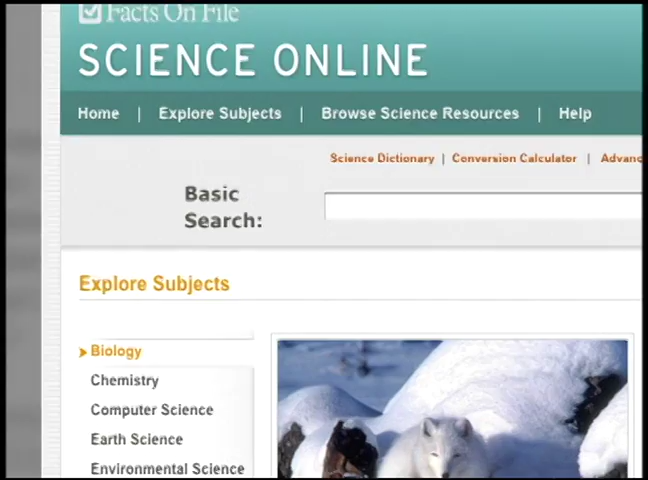 Facts On File
SCIENCE ONLINE
Home | Explore Subjects | Browse Science Resources | Help
Science Dictionary | Conversion Calculator |
Basic
Search:
Explore Subjects
Biology
Chemistry
Computer Science
Earth Science
Environmental Science